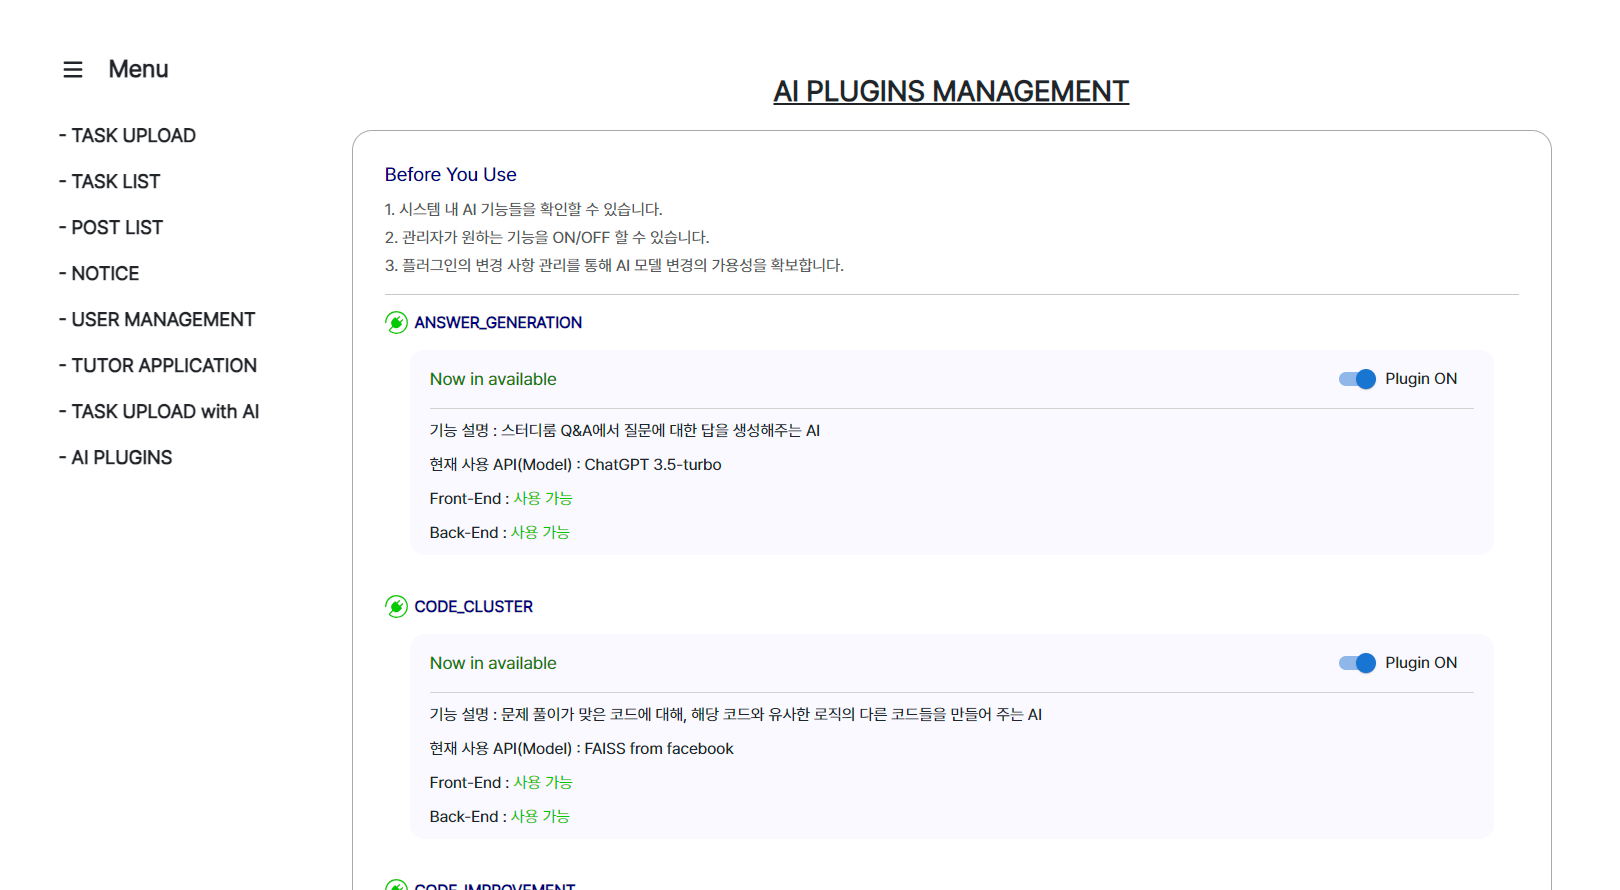 Menu
- TASK UPLOAD
- TASK LIST
- POST LIST
- NOTICE
- USER MANAGEMENT
- TUTOR APPLICATION
- TASK UPLOAD with AI
- AI PLUGINS
AI PLUGINS MANAGEMENT
Before You Use
1. 시스템 내 AI 기능들을 확인할 수 있습니다.
2. 관리자가 원하는 기능을 ON/OFF 할 수 있습니다.
3. 플러그인의 변경 사항 관리를 통해 AI 모델 변경의 가용성을 확보합니다.
ANSWER_GENERATION
Now in available
Plugin ON
기능 설명 : 스터디룸 Q&A에서 질문에 대한 답을 생성해주는 AI
현재 사용 API(Model) : ChatGPT 3.5-turbo
Front-End : 사용 가능
Back-End : 사용 가능
CODE_CLUSTER
Now in available
Plugin ON
기능 설명 : 문제 풀이가 맞은 코드에 대해, 해당 코드와 유사한 로직의 다른 코드들을 만들어 주는 AI
현재 사용 API(Model) : FAISS from facebook
Front-End : 사용 가능
Back-End : 사용 가능
CODE_IMPROVEMENT